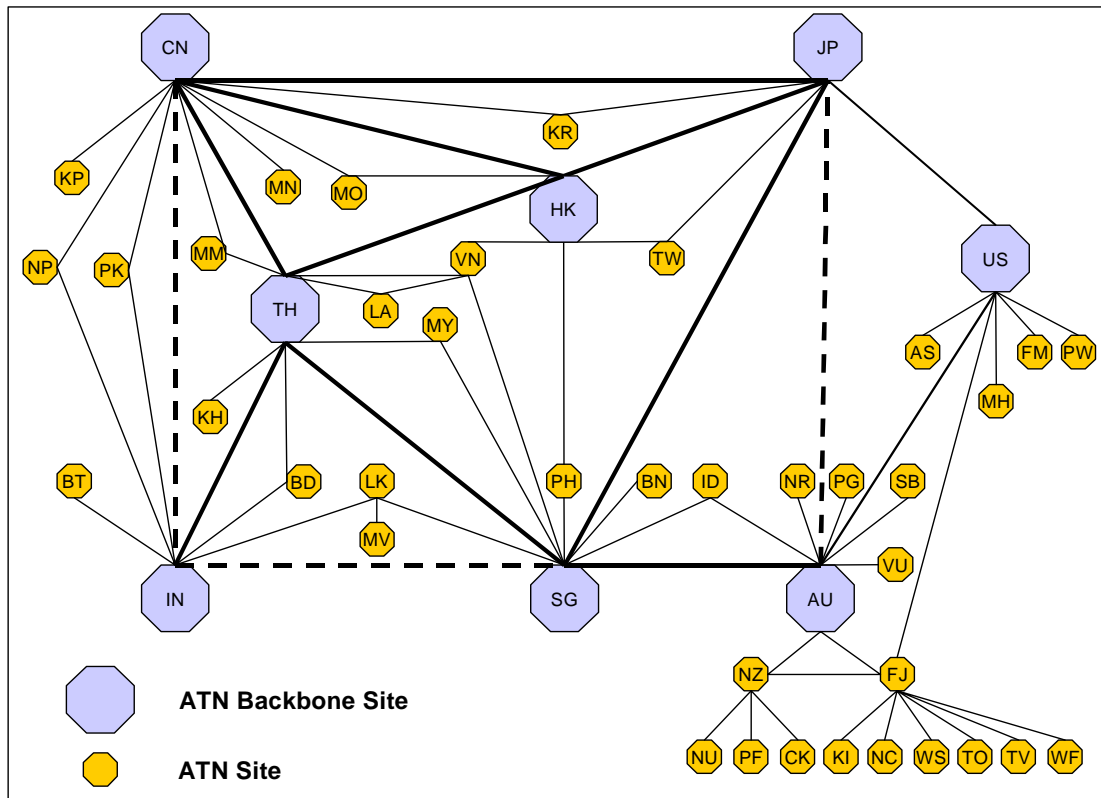 CN
JP
KR
KP
MN
MO
HK
NP
PK
MM
VN
TW
US
TH
LA
MY
AS
FM
PW
MH
KH
BT
BD
LK
PH
BN
ID
NR
PG
SB
MV
VU
IN
SG
AU
NZ
FJ
ATN Backbone Site
NU
PF
CK
KI
NC
WS
TO
TV
WF
ATN Site